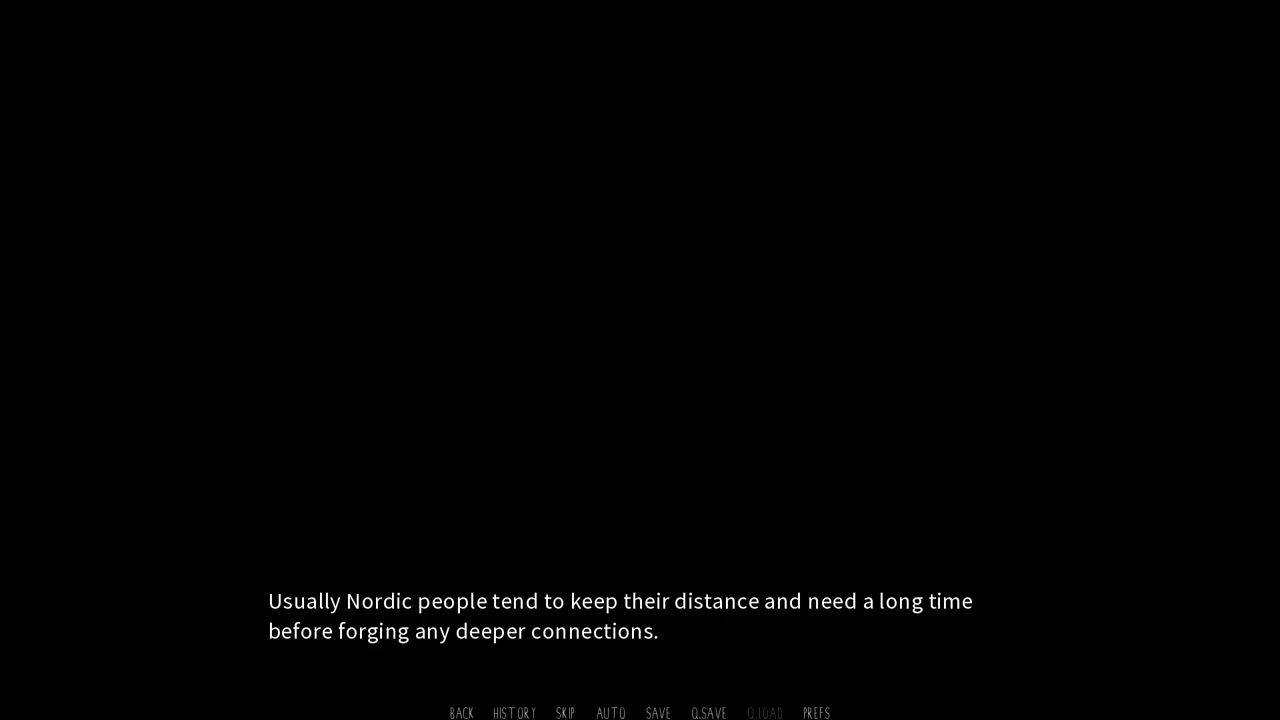 Usually Nordic people tend to keep their distance and need a long time
before forging any deeper connections.
BACK HISTORY SKIP AUTO SAVE Q.SAVE Q.LOAD PREFS